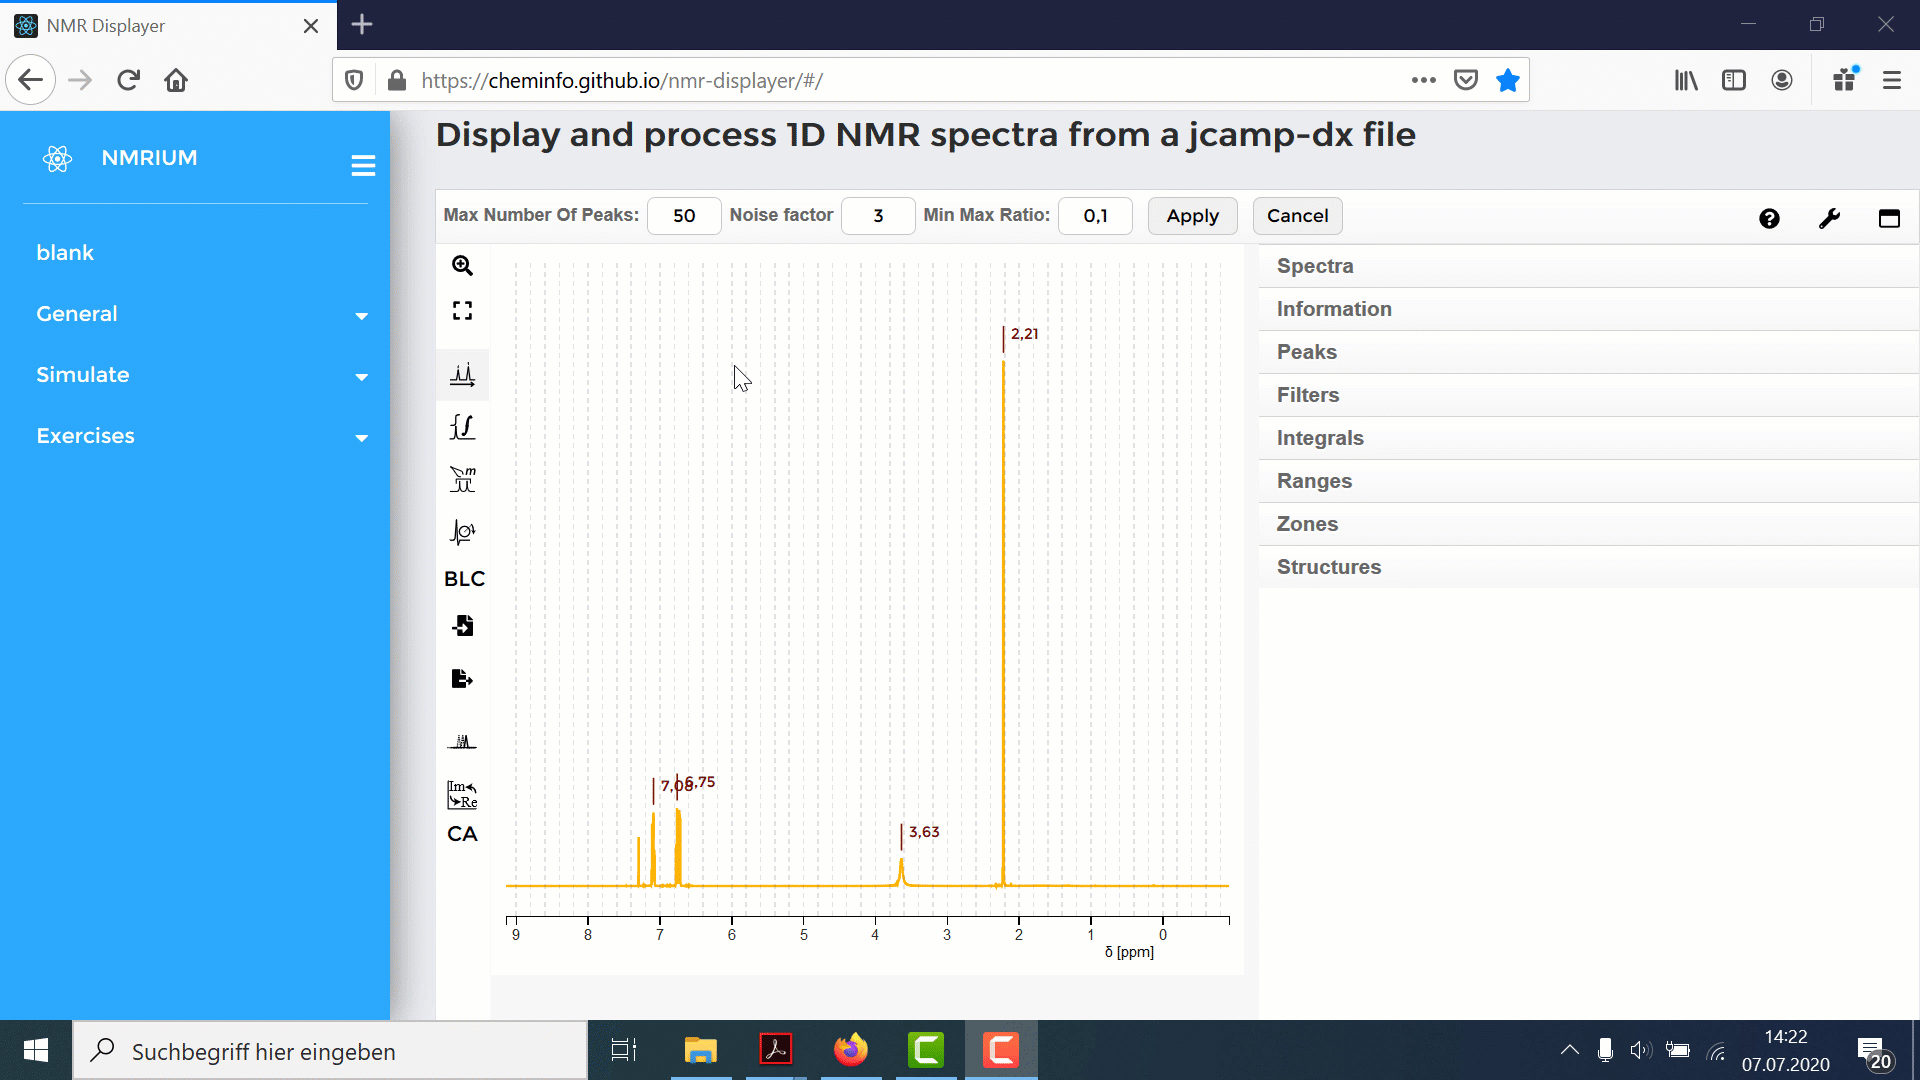 NMR Displayer
https://cheminfo.github.io/nmr-displayer/#/
NMRIUM
blank
General
Simulate
Exercises
Display and process 1D NMR spectra from a jcamp-dx file
Max Number Of Peaks: 50 Noise factor 3 Min Max Ratio: 0,1 Apply Cancel
m
BLC
Im
Re
CA
2,21
7,08
6,75
3,63
9 8 7 6 5 4 3 2 1 0
δ [ppm]
Spectra
Information
Peaks
Filters
Integrals
Ranges
Zones
Structures
Suchbegriff hier eingeben
14:22
07.07.2020
20